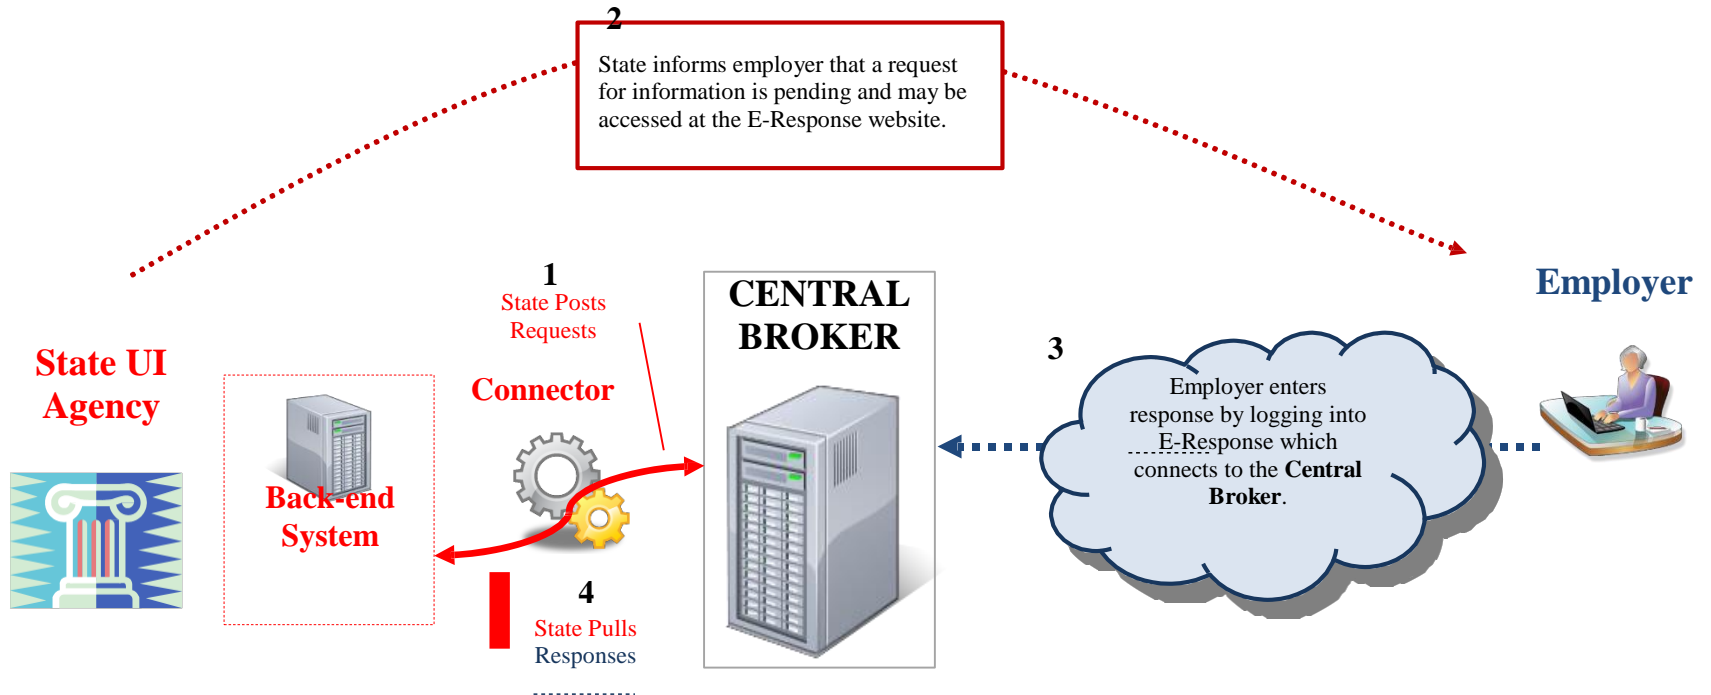 2
State informs employer that a request
for information is pending and may be
accessed at the E-Response website.
1
State Posts
Requests
CENTRAL
BROKER
Employer
State UI
Agency
Connector
3
Employer enters
response by logging into
E-Response which
connects to the Central
Broker.
Back-end
System
4
State Pulls
Responses